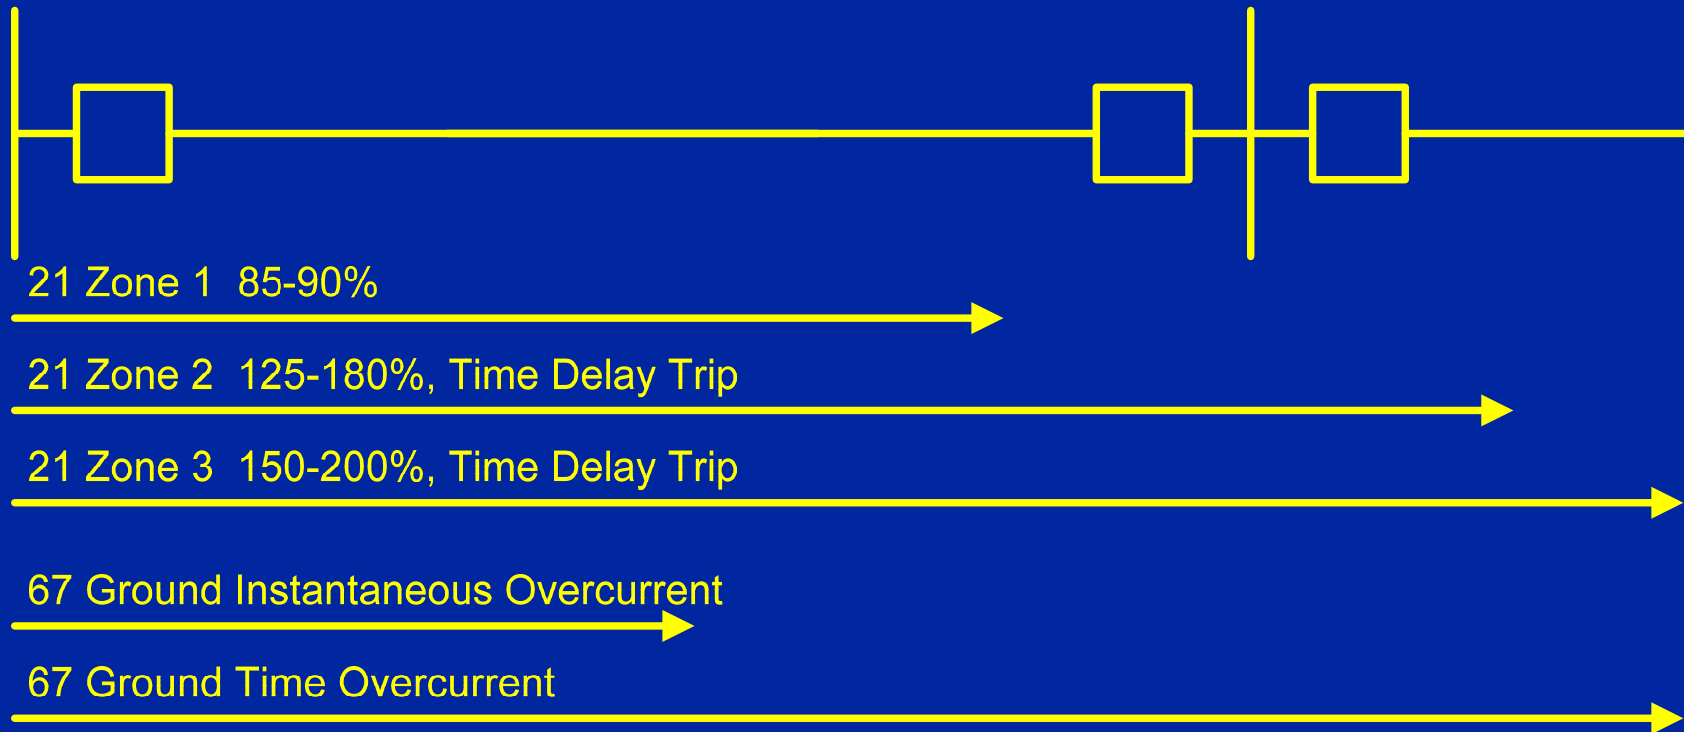 21 Zone 1 85-90%
21 Zone 2 125-180%, Time Delay Trip
21 Zone 3 150-200%, Time Delay Trip
67 Ground Instantaneous Overcurrent
67 Ground Time Overcurrent